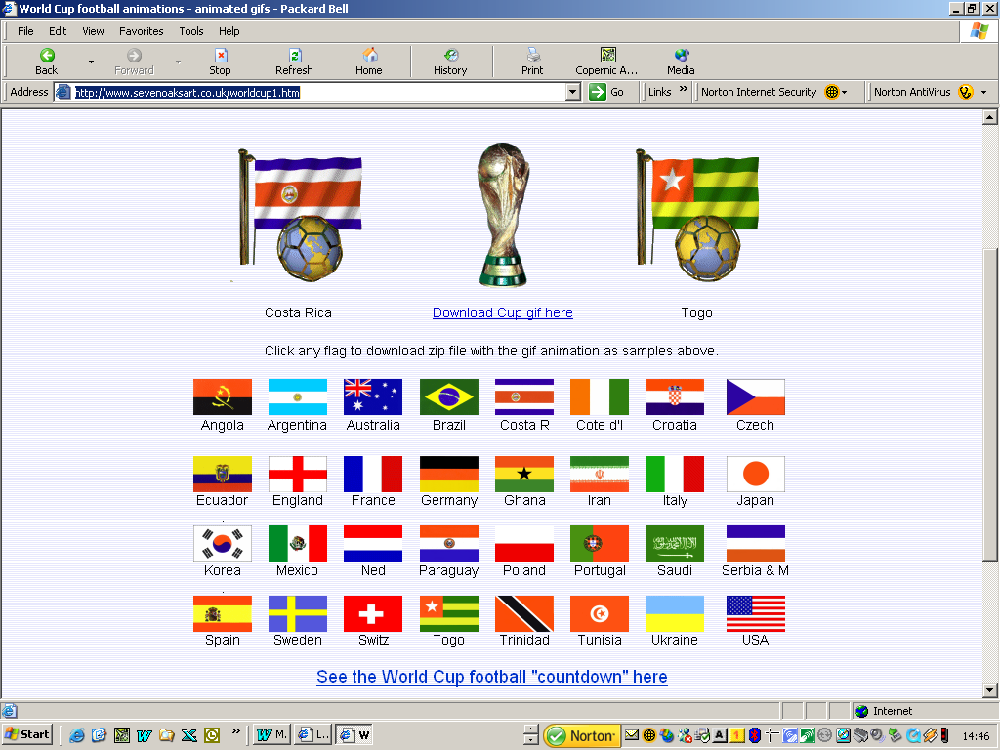 World Cup football animations - animated gifs - Packard Bell
File Edit View Favorites Tools Help
Back Forward Stop Refresh Home History Print Copernic A... Media
Address http://www.sevenoaksart.co.uk/worldcup1.htm Go Links » Norton Internet Security Norton AntiVirus
Costa Rica Download Cup gif here Togo
Click any flag to download zip file with the gif animation as samples above.
Angola Argentina Australia Brazil Costa R Cote d'I Croatia Czech
Ecuador England France Germany Ghana Iran Italy Japan
Korea Mexico Ned Paraguay Poland Portugal Saudi Serbia & M
Spain Sweden Switz Togo Trinidad Tunisia Ukraine USA
See the World Cup football "countdown" here
Internet
Start » M. L.. w Norton 14:46